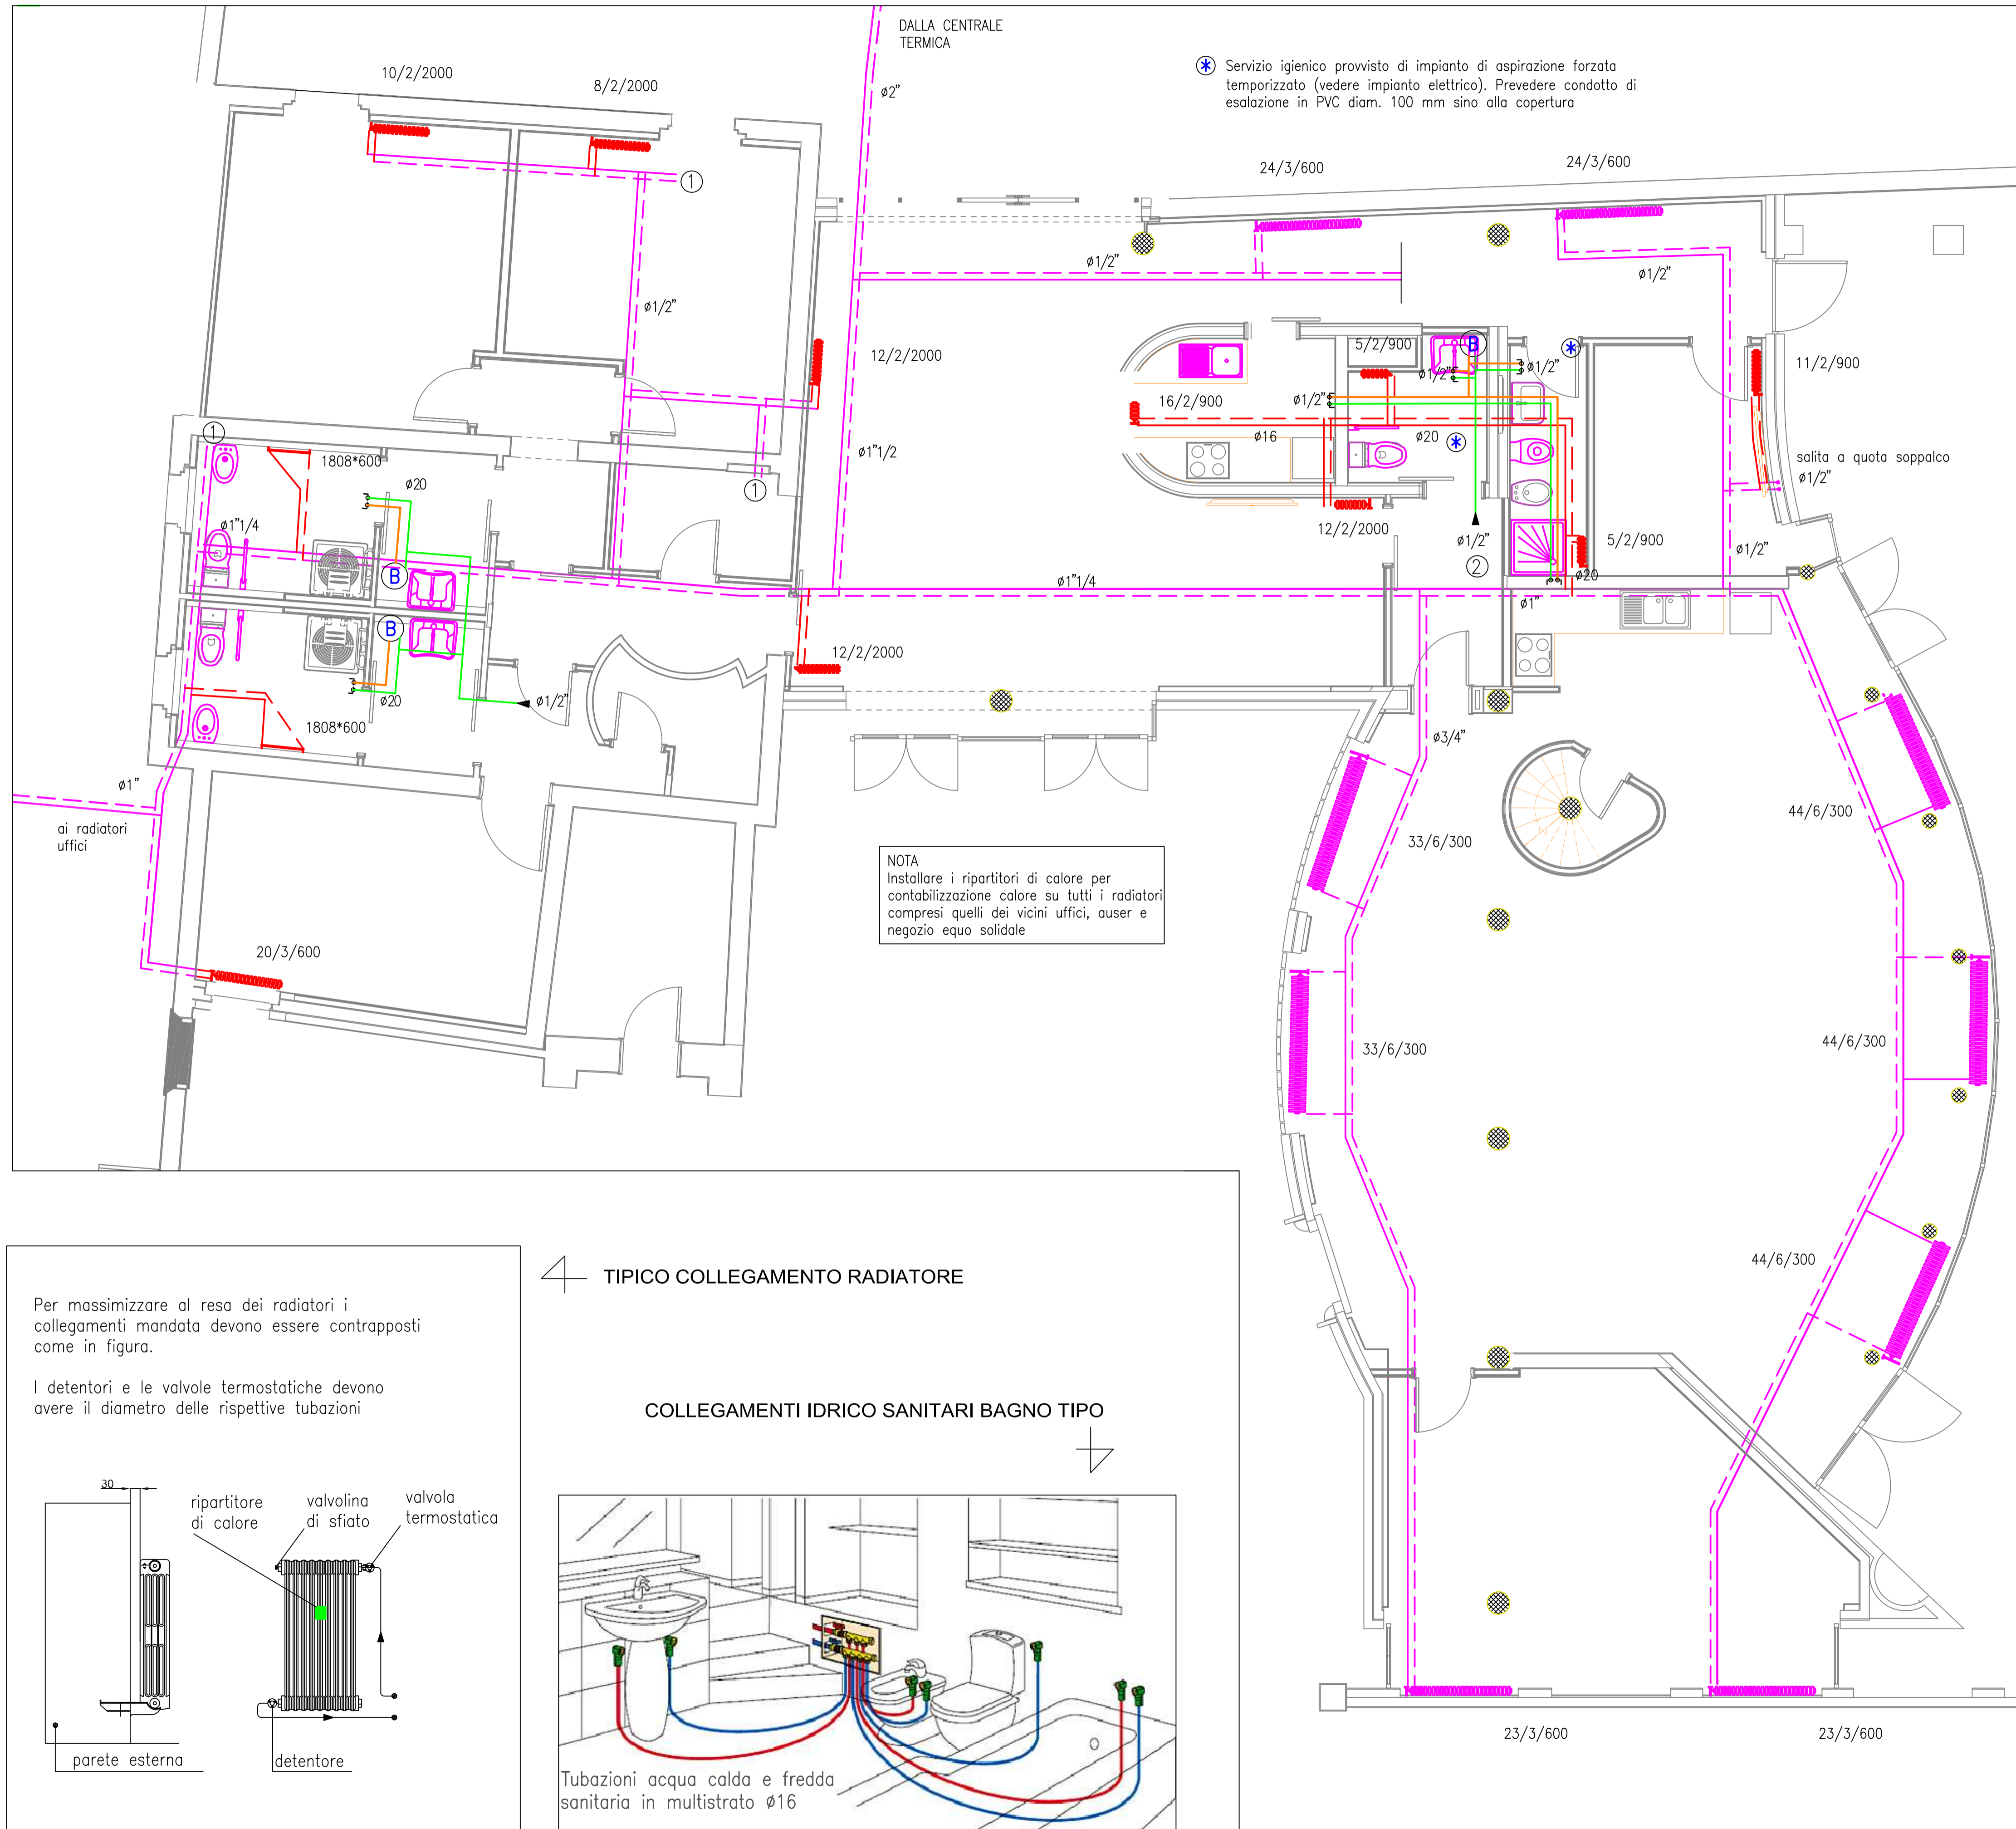 DALLA CENTRALE
TERMICA
Servizio igienico provvisto di impianto di aspirazione forzata
temporizzato (vedere impianto elettrico). Prevedere condotto di
esalazione in PVC diam. 100 mm sino alla copertura
10/2/2000
8/2/2000
ø2"
24/3/600
24/3/600
1
ø1/2"
ø1/2"
ø1/2"
12/2/2000
5/2/900
B
ø1/2"
ø1/2"
11/2/900
16/2/900
ø1/2"
ø16
ø20
1
1808*600
ø1"1/2
salita a quota soppalco
ø1/2"
ø20
1
ø1"1/4
12/2/2000
ø1/2"
5/2/900
ø1/2"
2
B
ø1"1/4
ø20
ø1"
B
12/2/2000
ø20
ø1/2"
1808*600
ø3/4"
ø1"
ai radiatori
uffici
44/6/300
33/6/300
NOTA
Installare i ripartitori di calore per
contabilizzazione calore su tutti i radiatori
compresi quelli dei vicini uffici, auser e
negozio equo solidale
20/3/600
33/6/300
44/6/300
44/6/300
TIPICO COLLEGAMENTO RADIATORE
Per massimizzare al resa dei radiatori i
collegamenti mandata devono essere contrapposti
come in figura.
I detentori e le valvole termostatiche devono
avere il diametro delle rispettive tubazioni
COLLEGAMENTI IDRICO SANITARI BAGNO TIPO
30
ripartitore
di calore
valvolina
di sfiato
valvola
termostatica
parete esterna
detentore
Tubazioni acqua calda e fredda
sanitaria in multistrato ø16
23/3/600
23/3/600